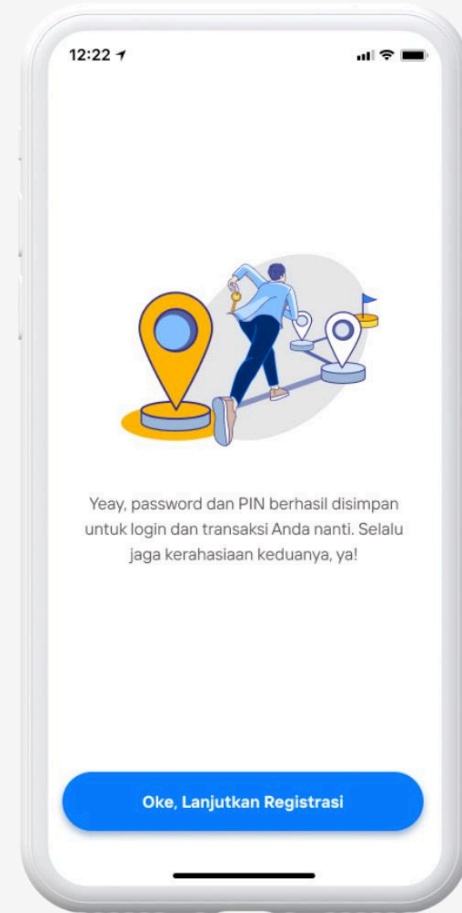 12:22
Yeay, password dan PIN berhasil disimpan
untuk login dan transaksi Anda nanti. Selalu
jaga kerahasiaan keduanya, ya!
Oke, Lanjutkan Registrasi